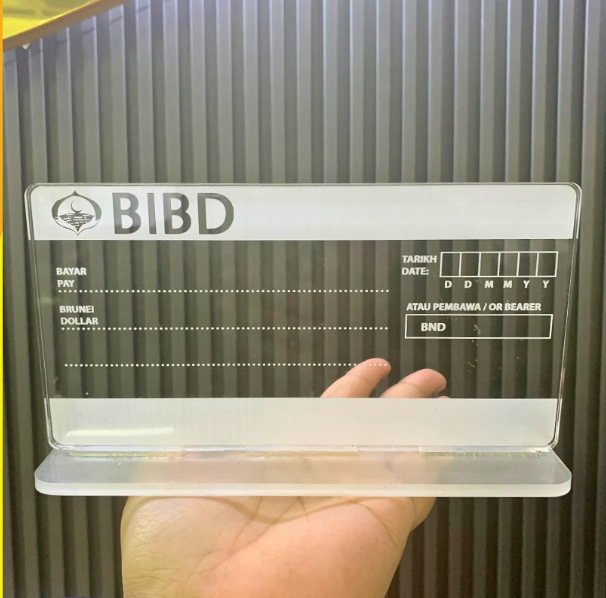 BIBD
TARIKH
DATE:
D D M M Y Y
BAYAR
PAY
ATAU PEMBAWA / OR BEARER
BRUNEI
DOLLAR
BND